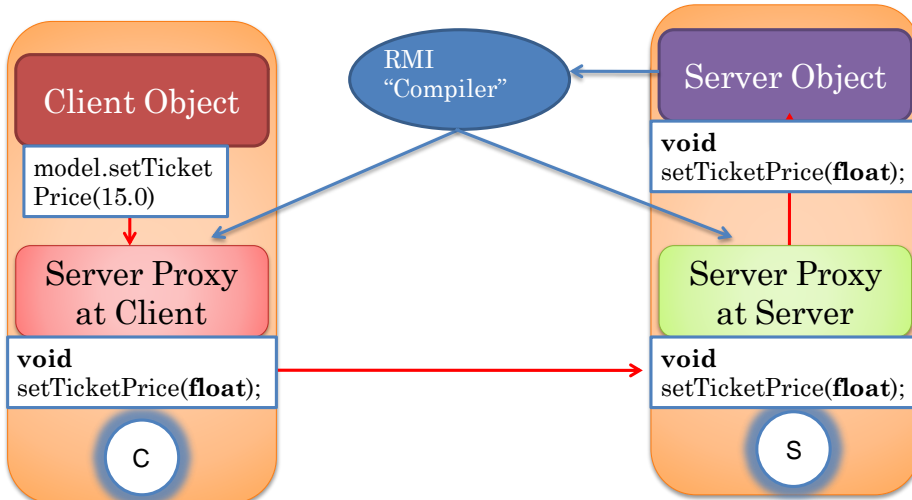 Client Object
model.setTicket
Price(15.0)
Server Proxy
at Client
void
setTicketPrice(float);
C
RMI
“Compiler”
Server Object
void
setTicketPrice(float);
Server Proxy
at Server
void
setTicketPrice(float);
S